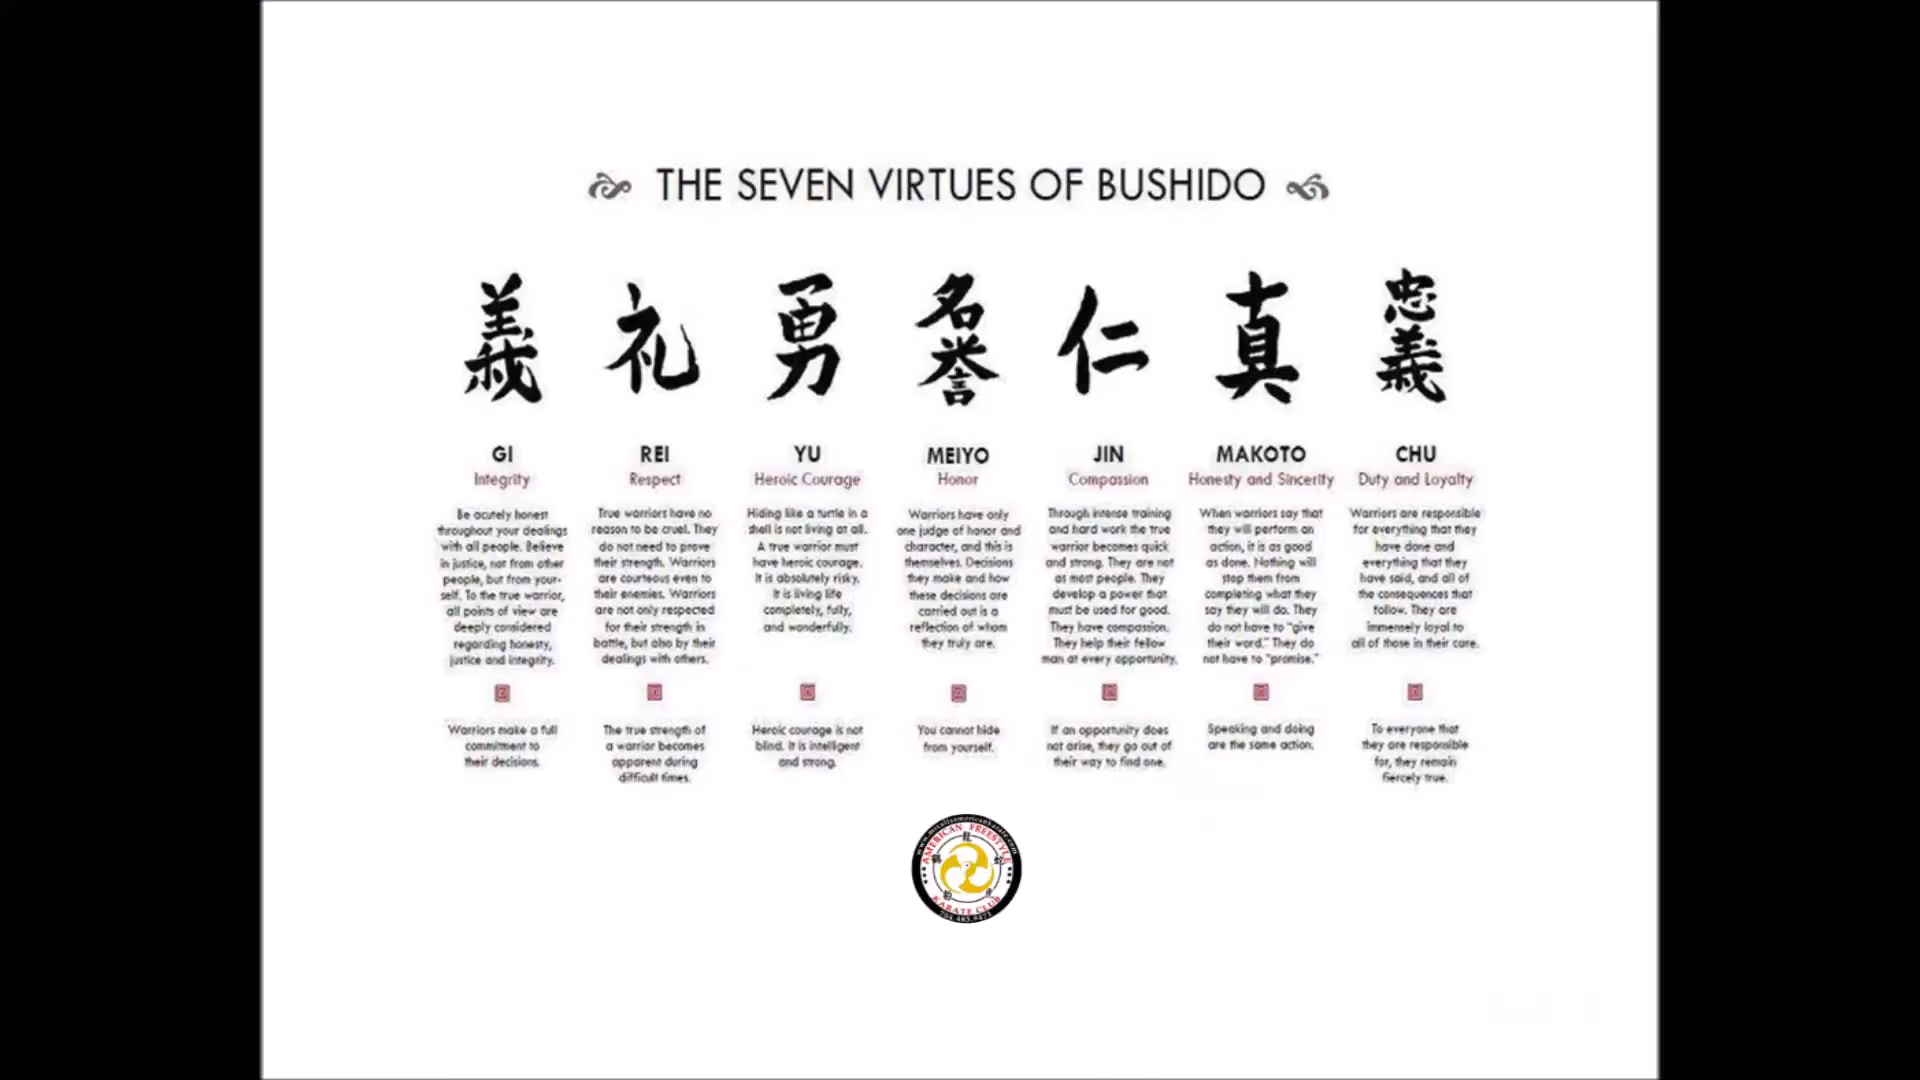 THE SEVEN VIRTUES OF BUSHIDO
義
GI
Integrity
Be acutely honest
throughout your dealings
with all people. Believe
in justice, not from other
people, but from your-
self. To the true warrior,
all points of view are
deeply considered
regarding honesty,
justice and integrity.
Warriors make a full
commitment to
their decisions.
礼
REI
Respect
True warriors have no
reason to be cruel. They
do not need to prove
their strength. Warriors
are courteous even to
their enemies. Warriors
are not only respected
for their strength in
battle, but also by their
dealings with others.
The true strength of
a warrior becomes
apparent during
difficult times.
勇
YU
Heroic Courage
Hiding like a turtle in a
shell is not living at all.
A true warrior must
have heroic courage.
It is absolutely risky.
It is living life
completely, fully,
and wonderfully.
Heroic courage is not
blind. It is intelligent
and strong.
名
誉
MEIYO
Honor
Warriors have only
one judge of honor and
character, and this is
themselves. Decisions
they make and how
these decisions are
carried out is a
reflection of whom
they truly are.
You cannot hide
from yourself.
仁
JIN
Compassion
Through intense training
and hard work the true
warrior becomes quick
and strong. They are not
as most people. They
develop a power that
must be used for good.
They have compassion.
They help their fellow
man at every opportunity.
If an opportunity does
not arise, they go out of
their way to find one.
真
MAKOTO
Honesty and Sincerity
When warriors say that
they will perform an
action, it is as good
as done. Nothing will
stop them from
completing what they
say they will do. They
do not have to "give
their word." They do
not have to "promise."
Speaking and doing
are the same action.
忠
義
CHU
Duty and Loyalty
Warriors are responsible
for everything that they
have done and
everything that they
have said, and all of
the consequences that
follow. They are
immensely loyal to
all of those in their care.
To everyone that
they are responsible
for, they remain
fiercely true.
AMERICAN FREESTYLE
KARATE CLUB